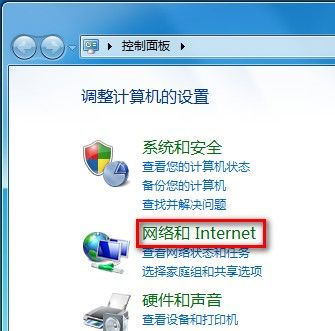 控制面板
调整计算机的设置
系统和安全
查看您的计算机状态
备份您的计算机
查找并解决问题
网络和 Internet
查看网络状态和任务
选择家庭组和共享选项
硬件和声音
查看设备和打印机